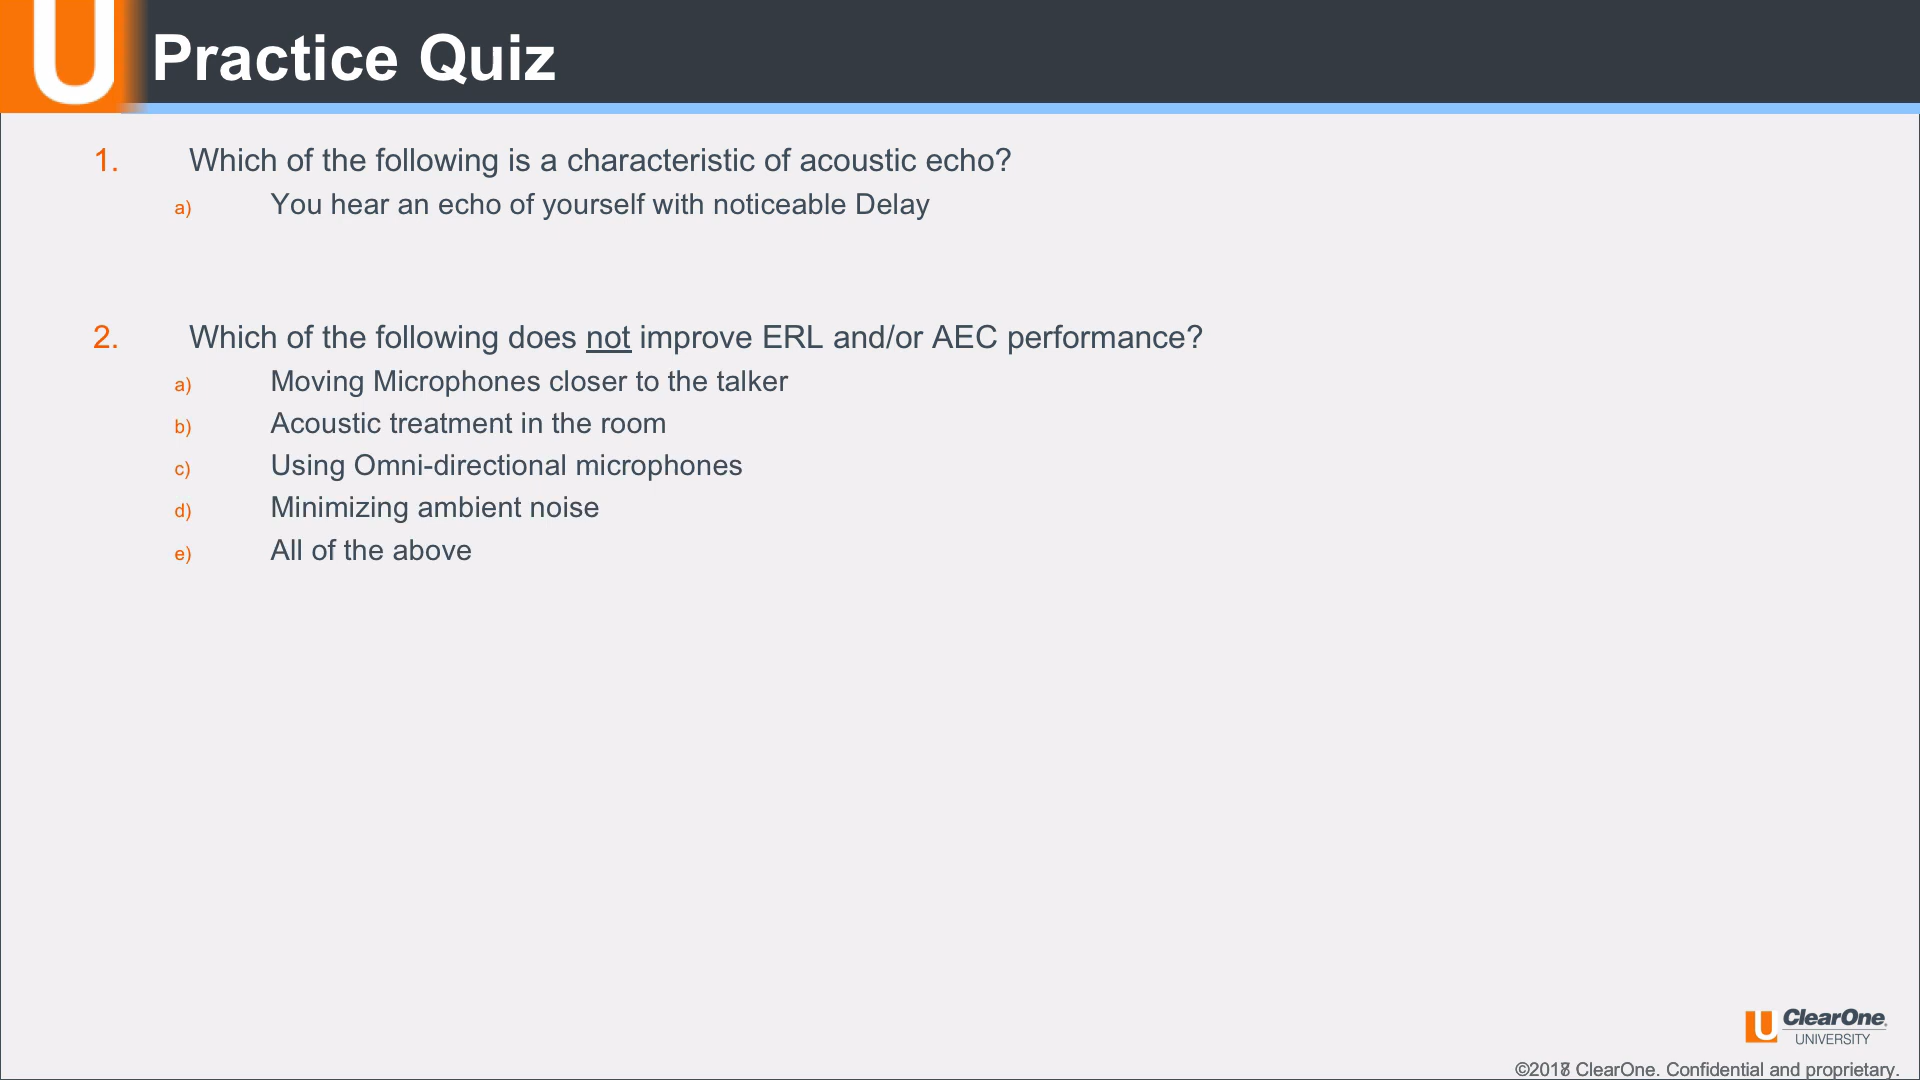 U Practice Quiz
1. Which of the following is a characteristic of acoustic echo?
a) You hear an echo of yourself with noticeable Delay
2. Which of the following does not improve ERL and/or AEC performance?
a) Moving Microphones closer to the talker
b) Acoustic treatment in the room
c) Using Omni-directional microphones
d) Minimizing ambient noise
e) All of the above
U ClearOne
UNIVERSITY
ClearOne. Confidential and proprietary.